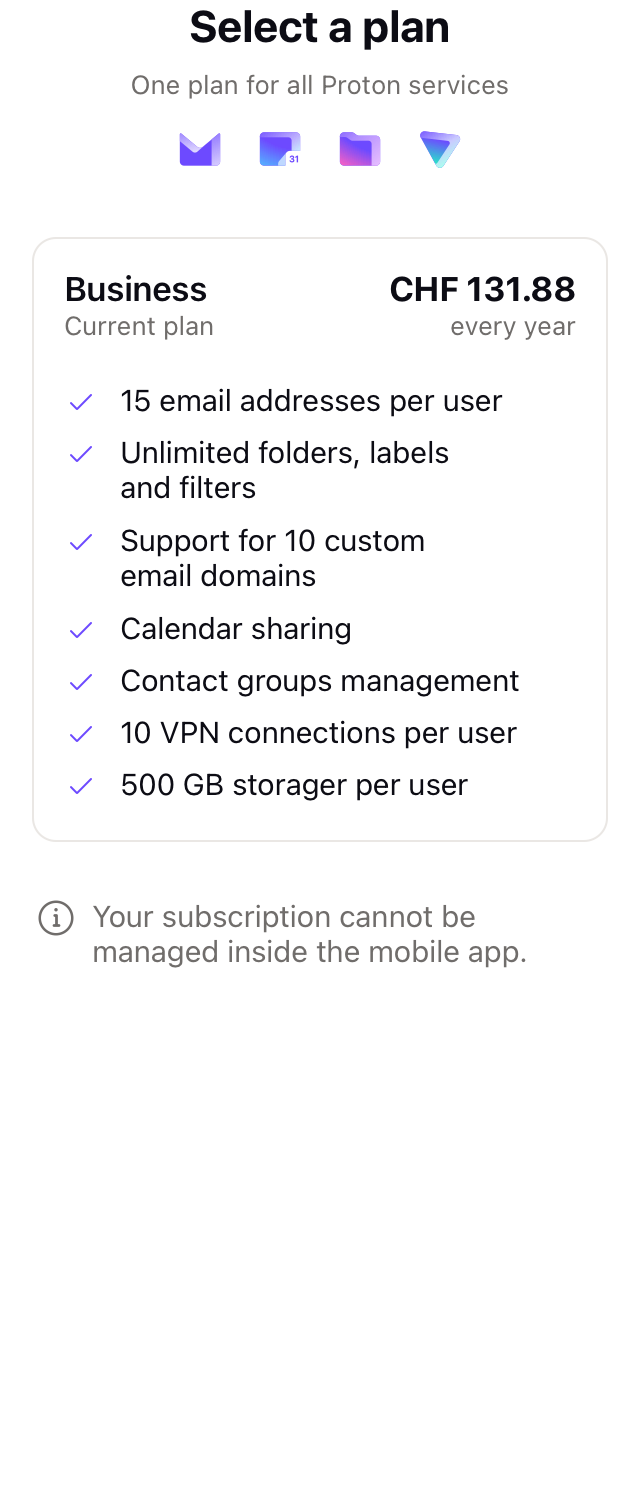 Select a plan
One plan for all Proton services
31
Business
CHF 131.88
Current plan
every year
15 email addresses per user
Unlimited folders, labels
and filters
Support for 10 custom
email domains
Calendar sharing
Contact groups management
10 VPN connections per user
500 GB storager per user
Your subscription cannot be
managed inside the mobile app.